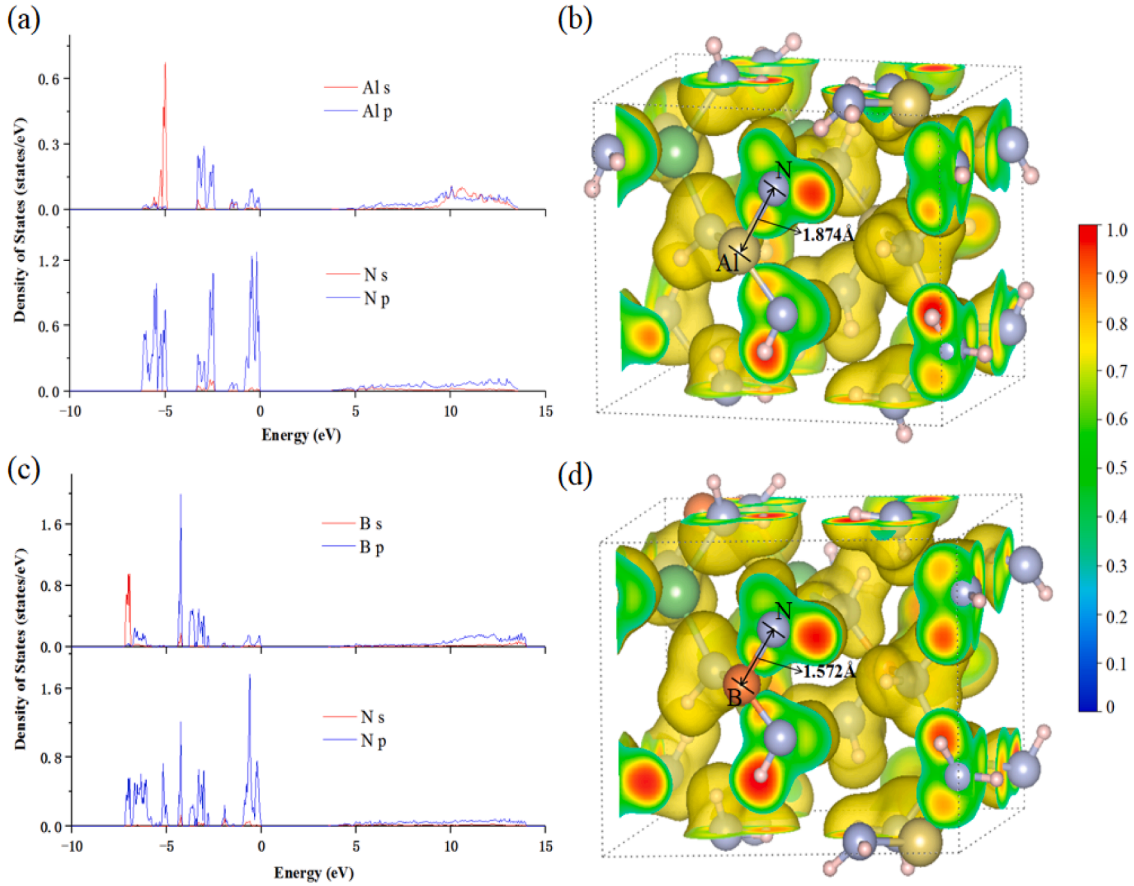 (a)
Density of States (states/eV)
0.6
0.3
0.0
Al s
Al p
1.2
0.6
0.0
N s
N p
-10
-5
0
5
10
15
Energy (eV)
(b)
N
Al
1.874Å
(c)
Density of States (states/eV)
1.6
0.8
0.0
B s
B p
1.6
0.8
0.0
N s
N p
-10
-5
0
5
10
15
Energy (eV)
(d)
N
B
1.572Å
1.0
0.9
0.8
0.7
0.6
0.5
0.4
0.3
0.2
0.1
0